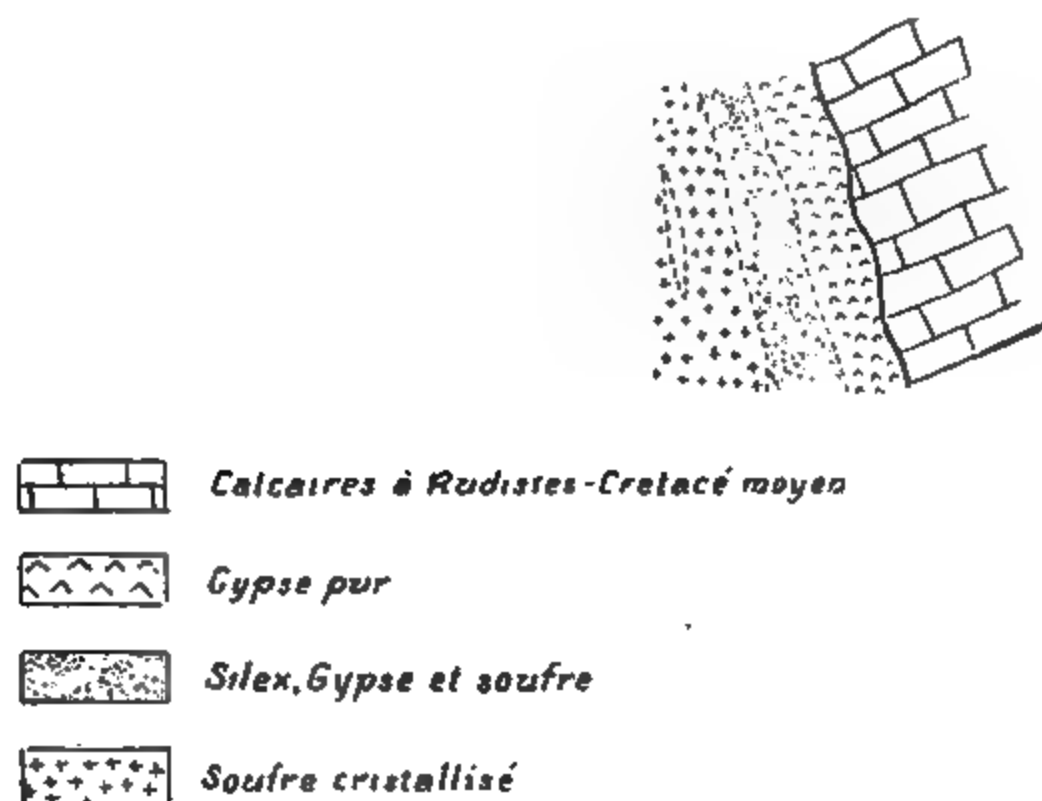 Calcaires à Rudistes-Cretacé moyen
Gypse pur
Silex, Gypse et soufre
Soufre cristallisé